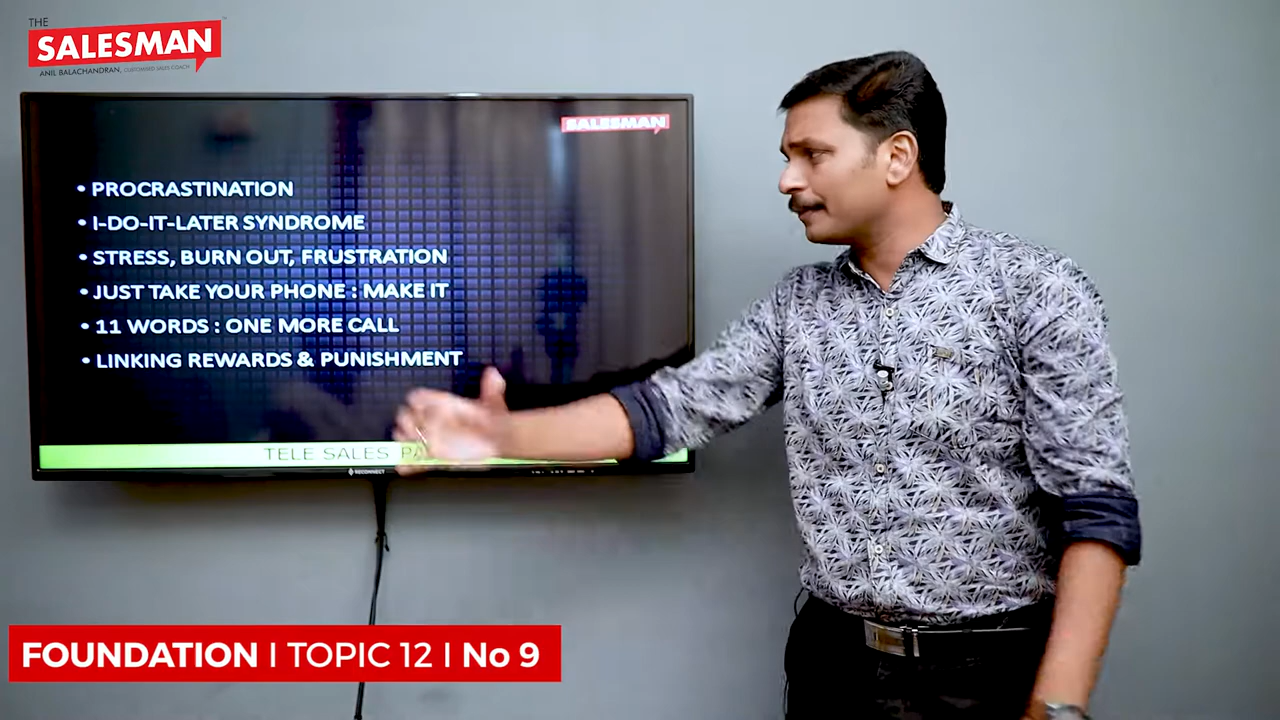 THE
SALESMAN
ANIL BALACHANDRAN, CUSTOMISED SALES COACH
SALESMAN
• PROCRASTINATION
• I-DO-IT-LATER SYNDROME
• STRESS, BURN OUT, FRUSTRATION
• JUST TAKE YOUR PHONE : MAKE IT
• 11 WORDS : ONE MORE CALL
• LINKING REWARDS & PUNISHMENT
TELE SALES
RECONNECT
FOUNDATION | TOPIC 12 | No 9